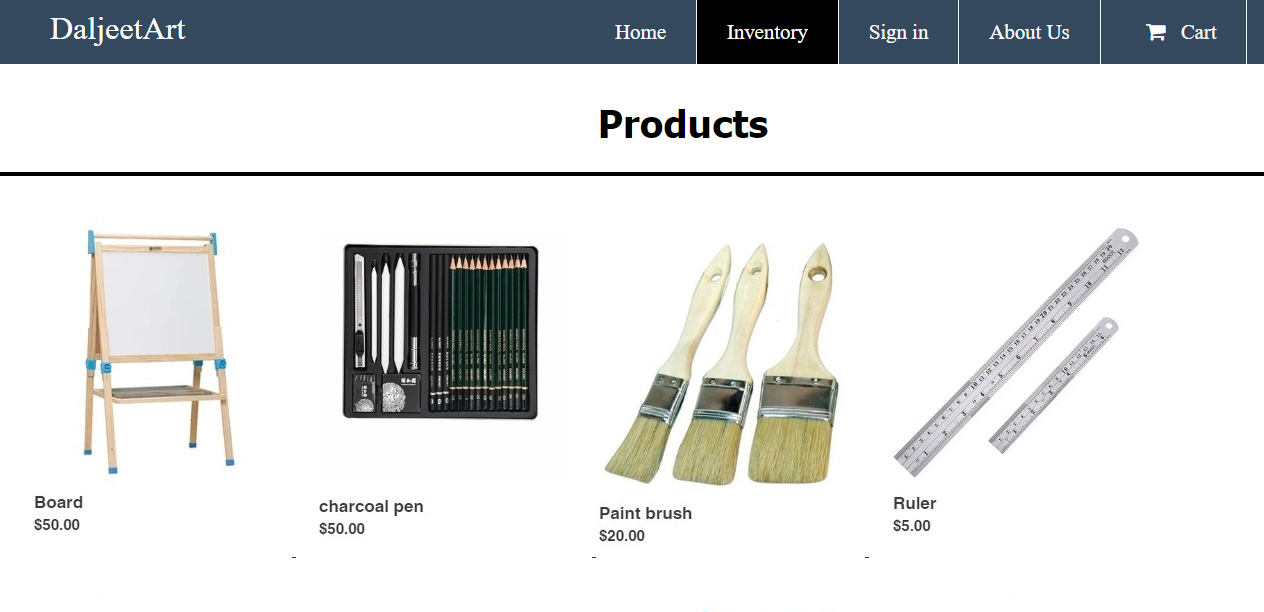 DaljeetArt
Home
Inventory
Sign in
About Us
Cart
Products
Board
$50.00
charcoal pen
$50.00
Paint brush
$20.00
Ruler
$5.00
-
-
-